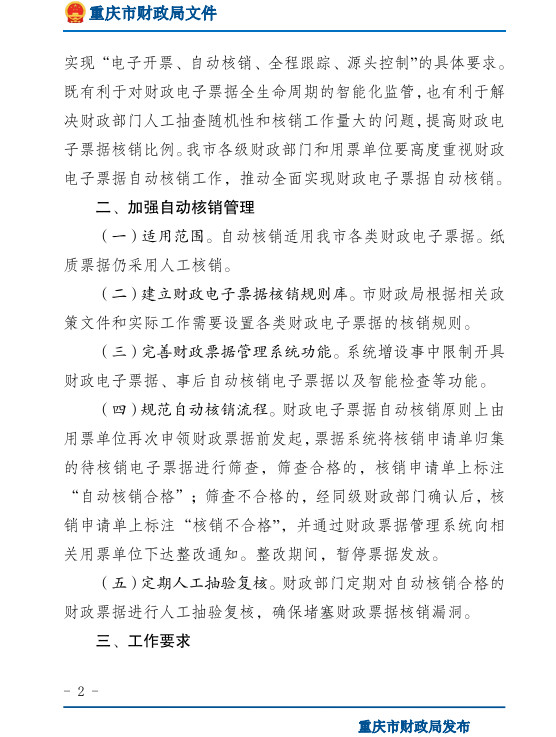 重庆市财政局文件
实现“电子开票、自动核销、全程跟踪、源头控制”的具体要求。
既有利于对财政电子票据全生命周期的智能化监管,也有利于解
决财政部门人工抽查随机性和核销工作量大的问题,提高财政电
子票据核销比例。我市各级财政部门和用票单位要高度重视财政
电子票据自动核销工作，推动全面实现财政电子票据自动核销。
二、加强自动核销管理
（一）适用范围。自动核销适用我市各类财政电子票据。纸
质票据仍采用人工核销。
（二）建立财政电子票据核销规则库。市财政局根据相关政
策文件和实际工作需要设置各类财政电子票据的核销规则。
（三）完善财政票据管理系统功能。系统增设事中限制开具
财政电子票据、事后自动核销电子票据以及智能检查等功能。
（四）规范自动核销流程。财政电子票据自动核销原则上由
用票单位再次申领财政票据前发起，票据系统将核销申请单归集
的待核销电子票据进行筛查，筛查合格的，核销申请单上标注
“自动核销合格”；筛查不合格的，经同级财政部门确认后，核
销申请单上标注“核销不合格”，并通过财政票据管理系统向相
关用票单位下达整改通知。整改期间，暂停票据发放。
（五）定期人工抽验复核。财政部门定期对自动核销合格的
财政票据进行人工抽验复核，确保堵塞财政票据核销漏洞。
三、工作要求
- 2 -
重庆市财政局发布